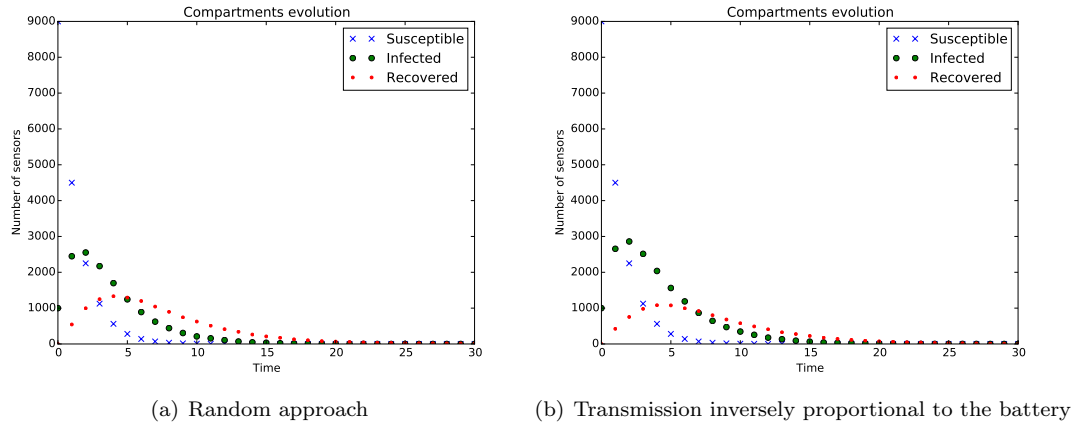 Compartments evolution
9000
8000
7000
6000
5000
4000
3000
2000
1000
0
Number of sensors
Susceptible
Infected
Recovered
0 5 10 15 20 25 30
Time
(a) Random approach
Compartments evolution
9000
8000
7000
6000
5000
4000
3000
2000
1000
0
Number of sensors
Susceptible
Infected
Recovered
0 5 10 15 20 25 30
Time
(b) Transmission inversely proportional to the battery